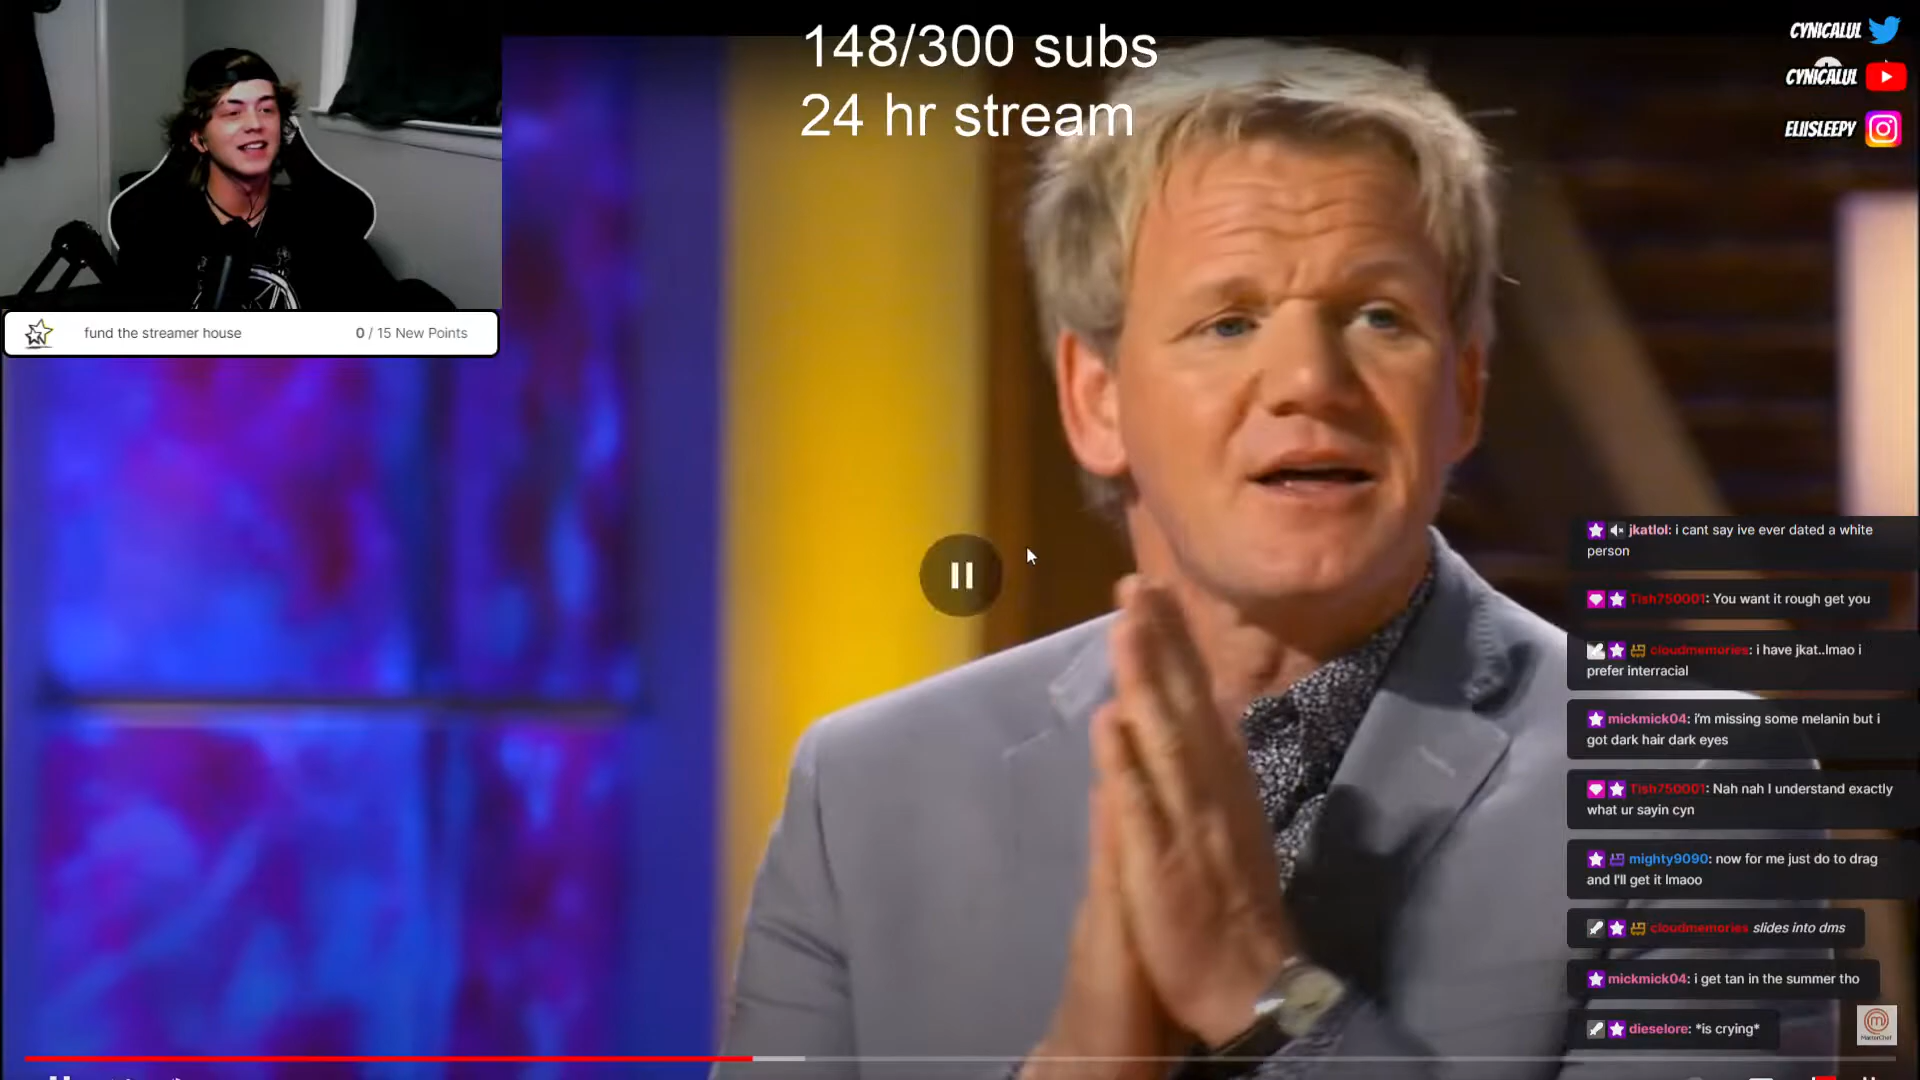 148/300 subs
24 hr stream
CYNICALUL
CYNICALUL
ELIISLEEPY
fund the streamer house 0 / 15 New Points
jkatlol: i cant say ive ever dated a white
person
Tish750001: You want it rough get you
cloudmemories: i have jkat..lmao i
prefer interracial
mickmick04: i'm missing some melanin but i
got dark hair dark eyes
Tish750001: Nah nah I understand exactly
what ur sayin cyn
mighty9090: now for me just do to drag
and I'll get it lmaoo
cloudmemories slides into dms
mickmick04: i get tan in the summer tho
dieselore: *is crying*
MasterChef